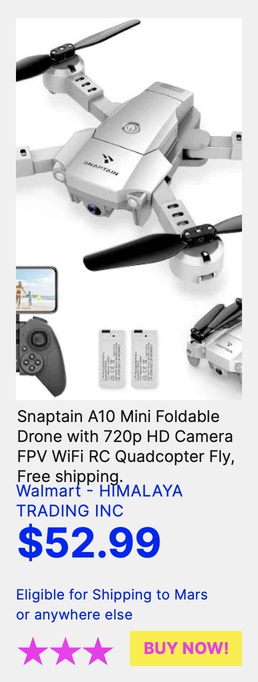 SNAPTAIN
Snaptain A10 Mini Foldable
Drone with 720p HD Camera
FPV WiFi RC Quadcopter Fly,
Free shipping.
Walmart - HIMALAYA
TRADING INC
$52.99
Eligible for Shipping to Mars
or anywhere else
BUY NOW!